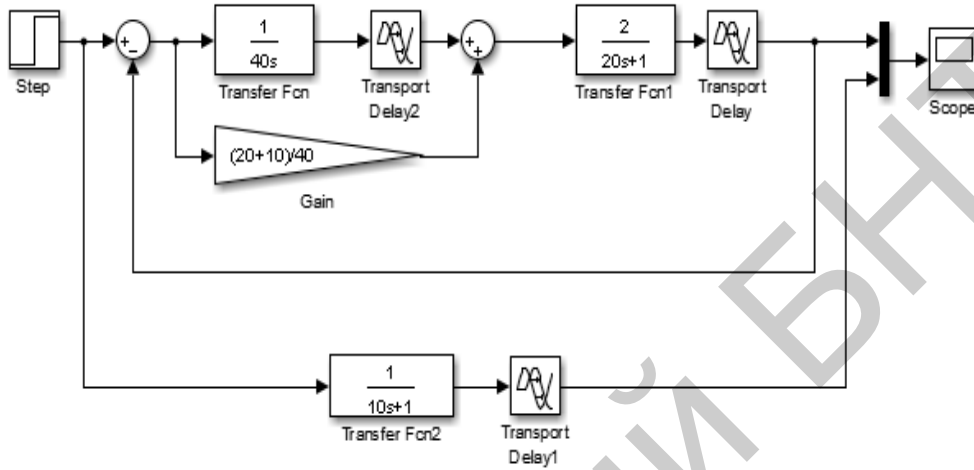 Step
+
−
1
40s
Transfer Fcn
Transport
Delay2
+
+
2
20s+1
Transfer Fcn1
Transport
Delay
Scope
(20+10)/40
Gain
1
10s+1
Transfer Fcn2
Transport
Delay1